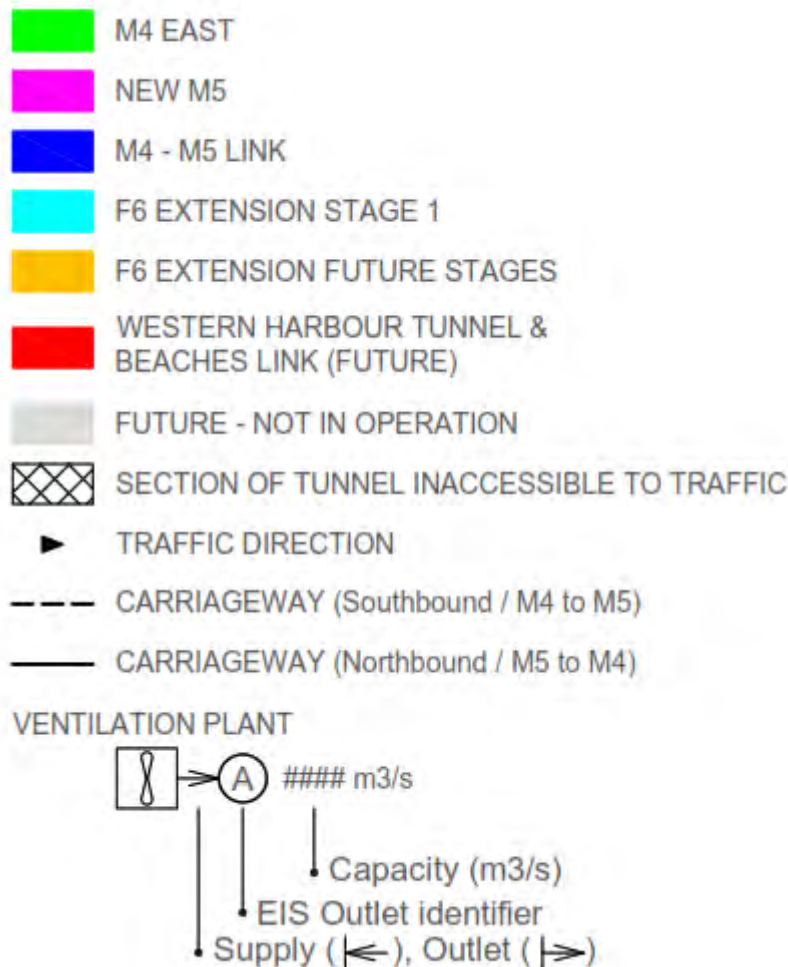 M4 EAST
NEW M5
M4 - M5 LINK
F6 EXTENSION STAGE 1
F6 EXTENSION FUTURE STAGES
WESTERN HARBOUR TUNNEL &
BEACHES LINK (FUTURE)
FUTURE - NOT IN OPERATION
SECTION OF TUNNEL INACCESSIBLE TO TRAFFIC
TRAFFIC DIRECTION
CARRIAGEWAY (Southbound / M4 to M5)
CARRIAGEWAY (Northbound / M5 to M4)
VENTILATION PLANT
A #### m3/s
Capacity (m3/s)
EIS Outlet identifier
Supply ( ), Outlet ( )